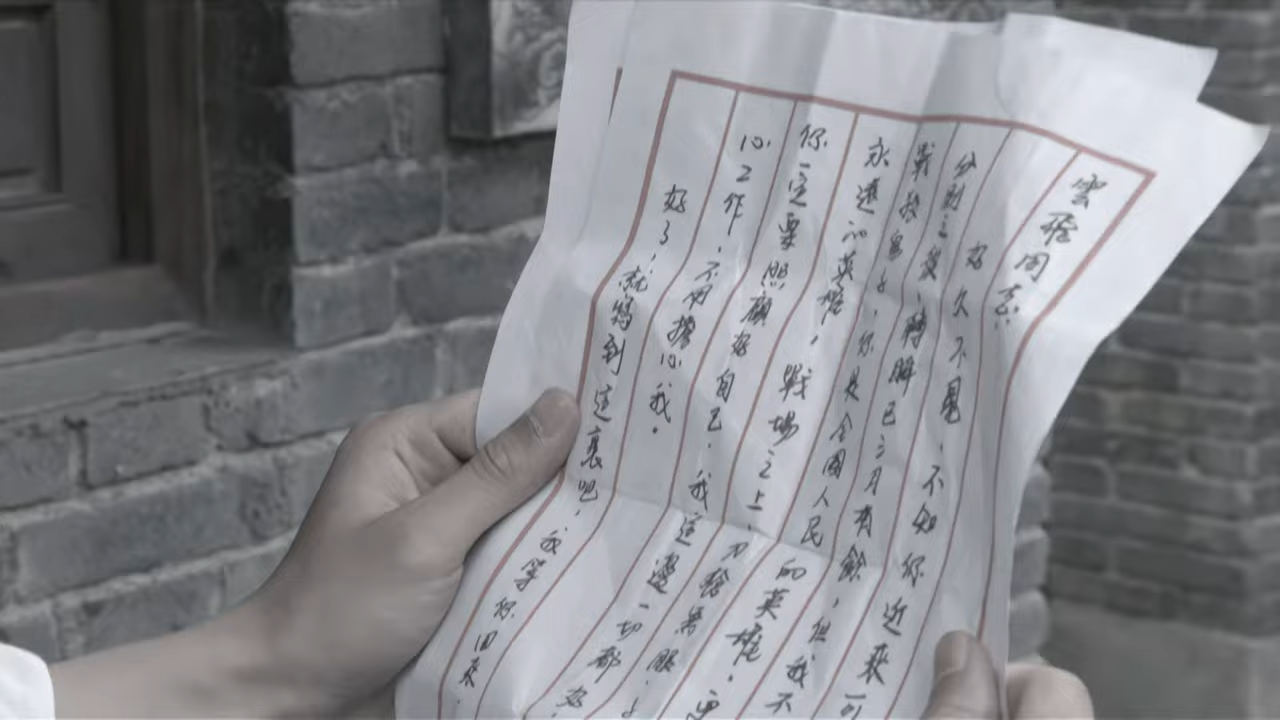 同志:
好久不見,不知你近來可
分別之後,轉瞬已三月有餘,但我不
戰 你是全國人民的英雄,更
永遠的英雄,戰場之上,刀槍無眼,
你一定要照顧好自己.我這邊一切都好,
心工作,不用擔心我。
好了,就寫到這裏吧,我等你回來